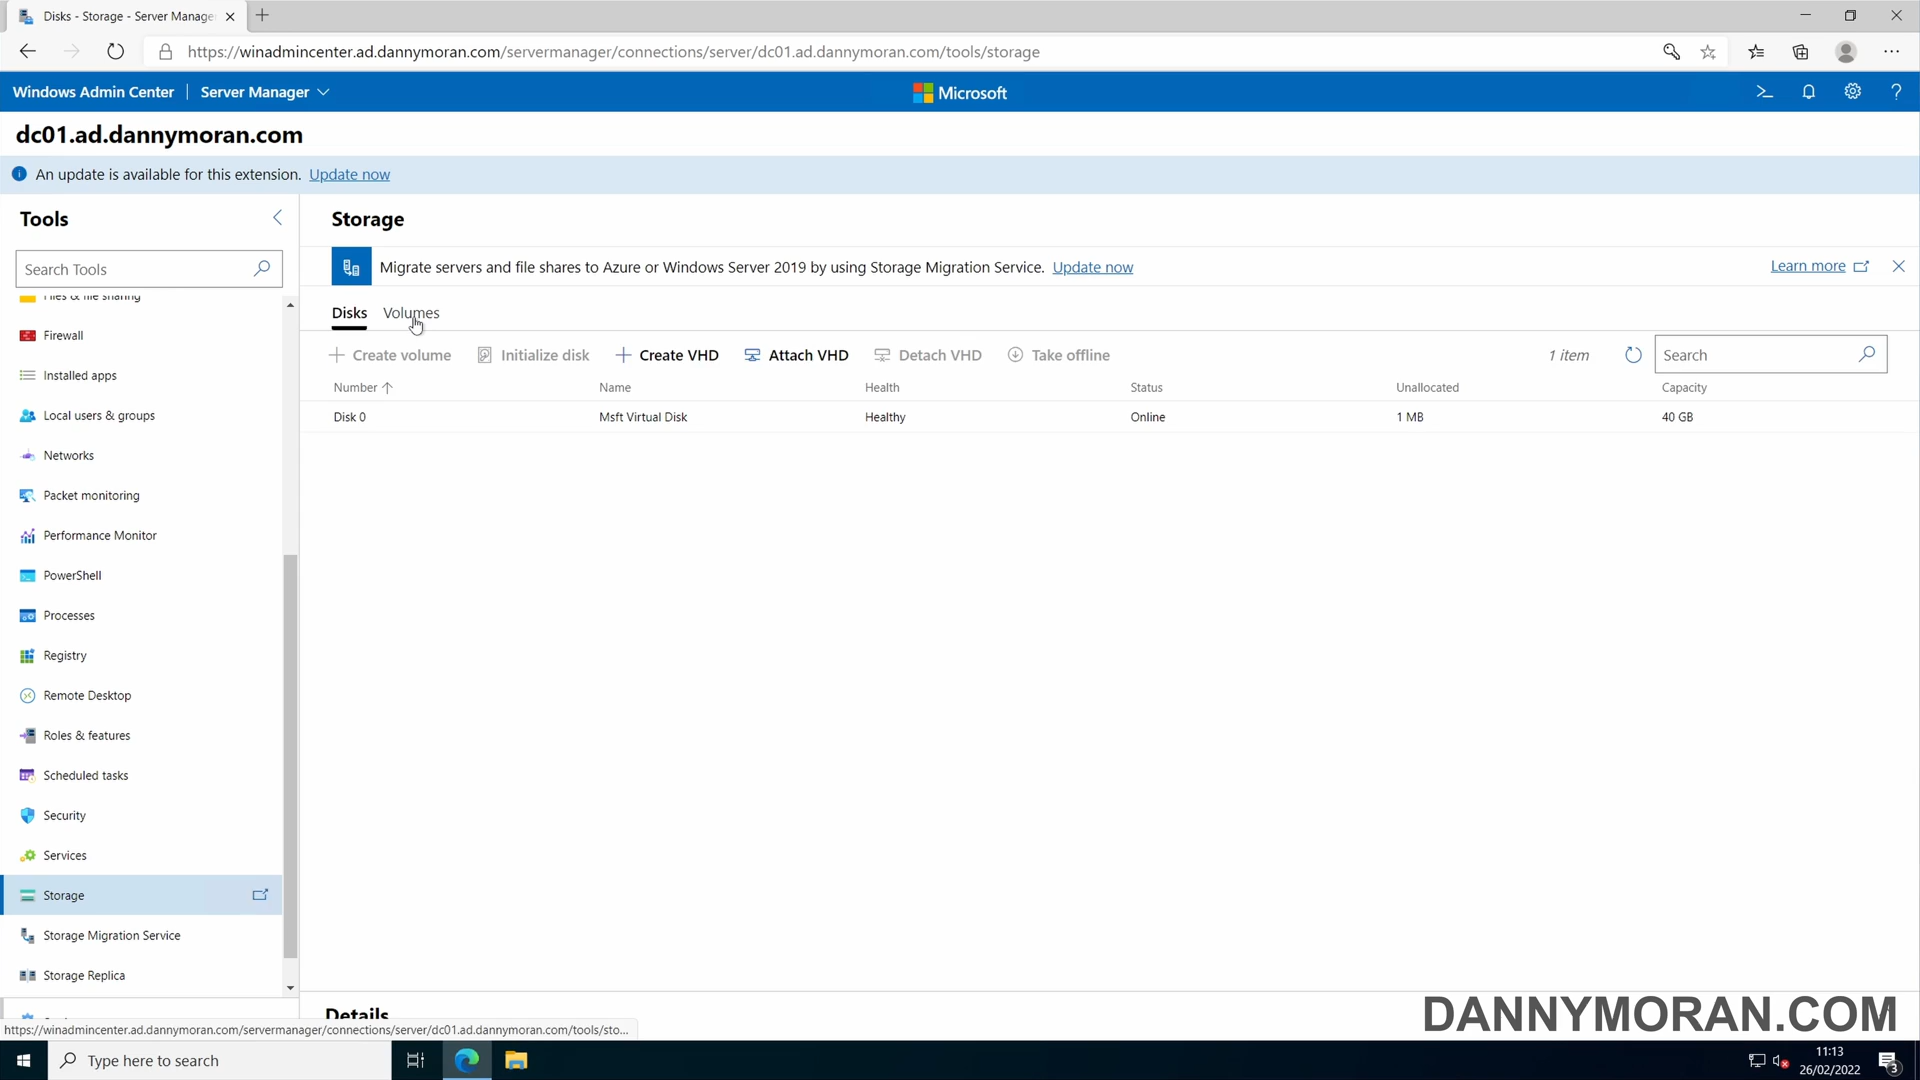 Disks - Storage - Server Manage
https://winadmincenter.ad.dannymoran.com/servermanager/connections/server/dc01.ad.dannymoran.com/tools/storage
Windows Admin Center | Server Manager
Microsoft
dc01.ad.dannymoran.com
An update is available for this extension. Update now
Tools
Search Tools
Files & file sharing
Firewall
Installed apps
Local users & groups
Networks
Packet monitoring
Performance Monitor
PowerShell
Processes
Registry
Remote Desktop
Roles & features
Scheduled tasks
Security
Services
Storage
Storage Migration Service
Storage Replica
Storage
Migrate servers and file shares to Azure or Windows Server 2019 by using Storage Migration Service. Update now
Learn more
Disks Volumes
Create volume Initialize disk Create VHD Attach VHD Detach VHD Take offline 1 item Search
Number Name Health Status Unallocated Capacity
Disk 0 Msft Virtual Disk Healthy Online 1 MB 40 GB
Details
DANNYMORAN.COM
https://winadmincenter.ad.dannymoran.com/servermanager/connections/server/dc01.ad.dannymoran.com/tools/sto...
Type here to search
11:13
26/02/2022
3